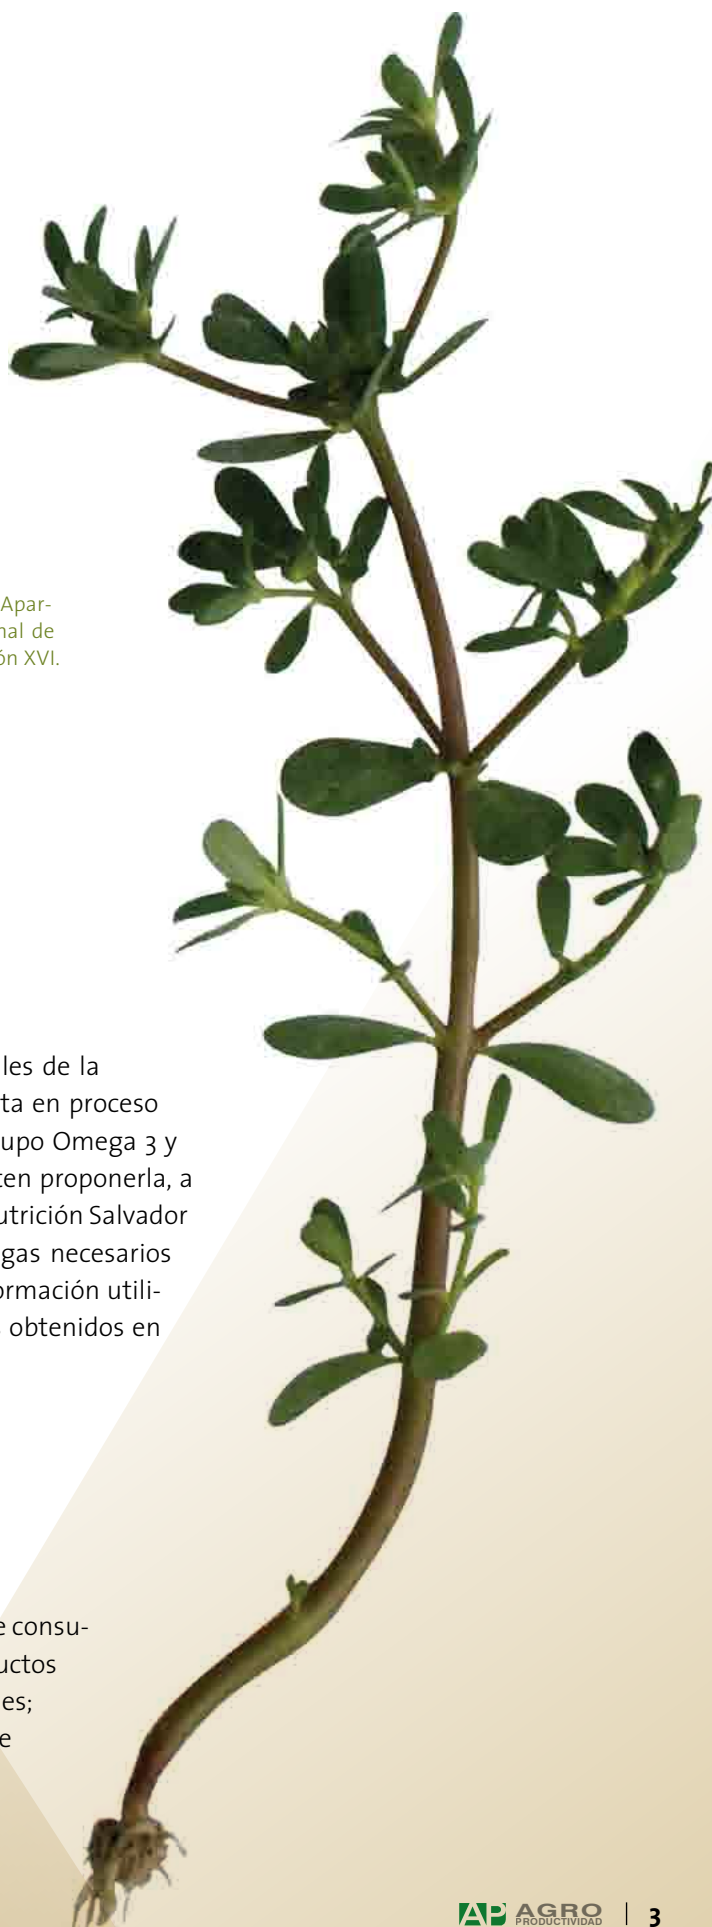 Apar-
nal de
ón XVI.
les de la
ta en proceso
upo Omega 3 y
ten proponerla, a
utrición Salvador
gas necesarios
ormación utili-
s obtenidos en
e consu-
uctos
es;
e
AP AGRO
PRODUCTIVIDAD
3